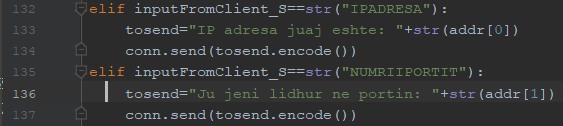 132 elif inputFromClient_S==str("IPADRESA"):
133 tosend="IP adresa juaj eshte: "+str(addr[0])
134 conn.send(tosend.encode())
135 elif inputFromClient_S==str("NUMRIIPORTIT"):
136 tosend="Ju jeni lidhur ne portin: "+str(addr[1])
137 conn.send(tosend.encode())